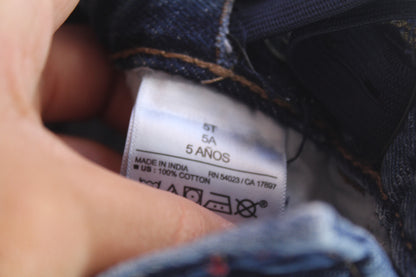 5T
5A
5 AÑOS
MADE IN INDIA RN 54023 / CA 17897
■ US: 100% COTTON